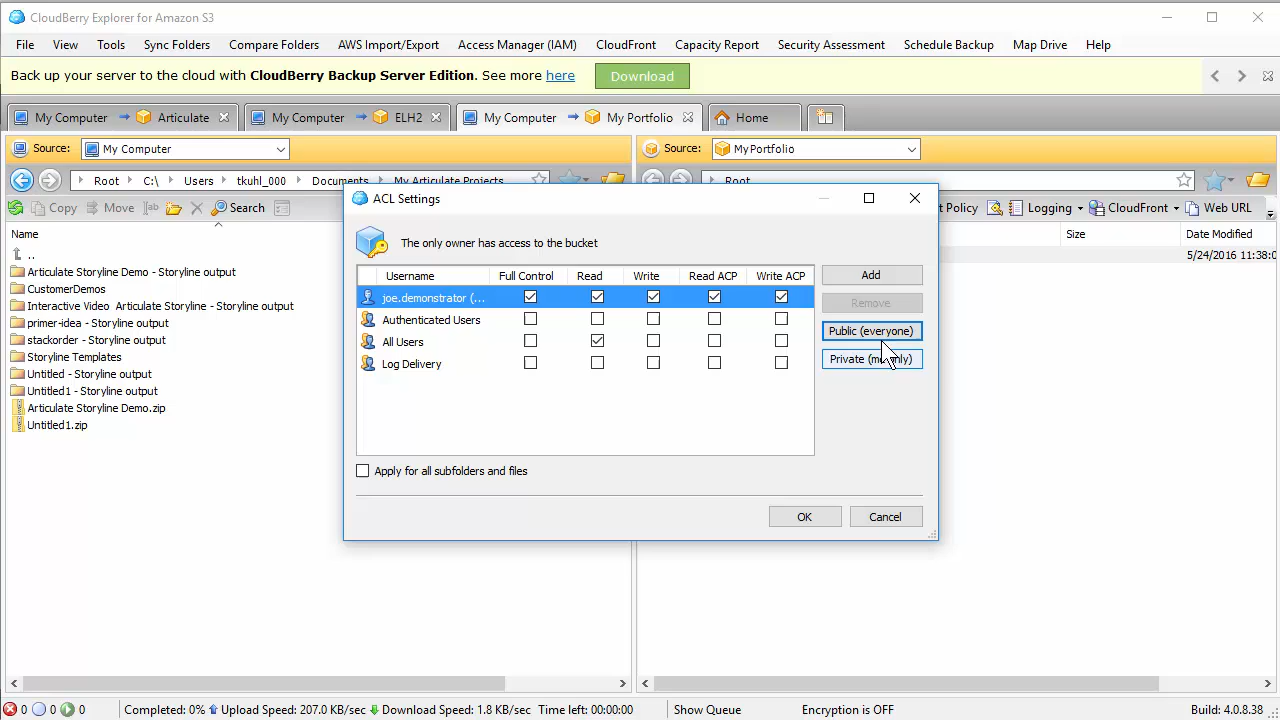 CloudBerry Explorer for Amazon S3
File View Tools Sync Folders Compare Folders AWS Import/Export Access Manager (IAM) CloudFront Capacity Report Security Assessment Schedule Backup Map Drive Help
Back up your server to the cloud with CloudBerry Backup Server Edition. See more here Download
My Computer Articulate My Computer ELH2 My Computer My Portfolio Home
Source: My Computer Source: MyPortfolio
Root C:\ Users tkuhl_000 Documents My Articulate Projects Root
Copy Move Search t Policy Logging CloudFront Web URL
Name Size Date Modified
.. 5/24/2016 11:38:0
Articulate Storyline Demo - Storyline output
CustomerDemos
Interactive Video Articulate Storyline - Storyline output
primer-idea - Storyline output
stackorder - Storyline output
Storyline Templates
Untitled - Storyline output
Untitled1 - Storyline output
Articulate Storyline Demo.zip
Untitled1.zip
ACL Settings
The only owner has access to the bucket
Username Full Control Read Write Read ACP Write ACP
joe.demonstrator (...
Authenticated Users
All Users
Log Delivery
Add
Remove
Public (everyone)
Private (me only)
Apply for all subfolders and files
OK Cancel
0 0 0 Completed: 0% Upload Speed: 207.0 KB/sec Download Speed: 1.8 KB/sec Time left: 00:00:00 Show Queue Encryption is OFF Build: 4.0.8.38